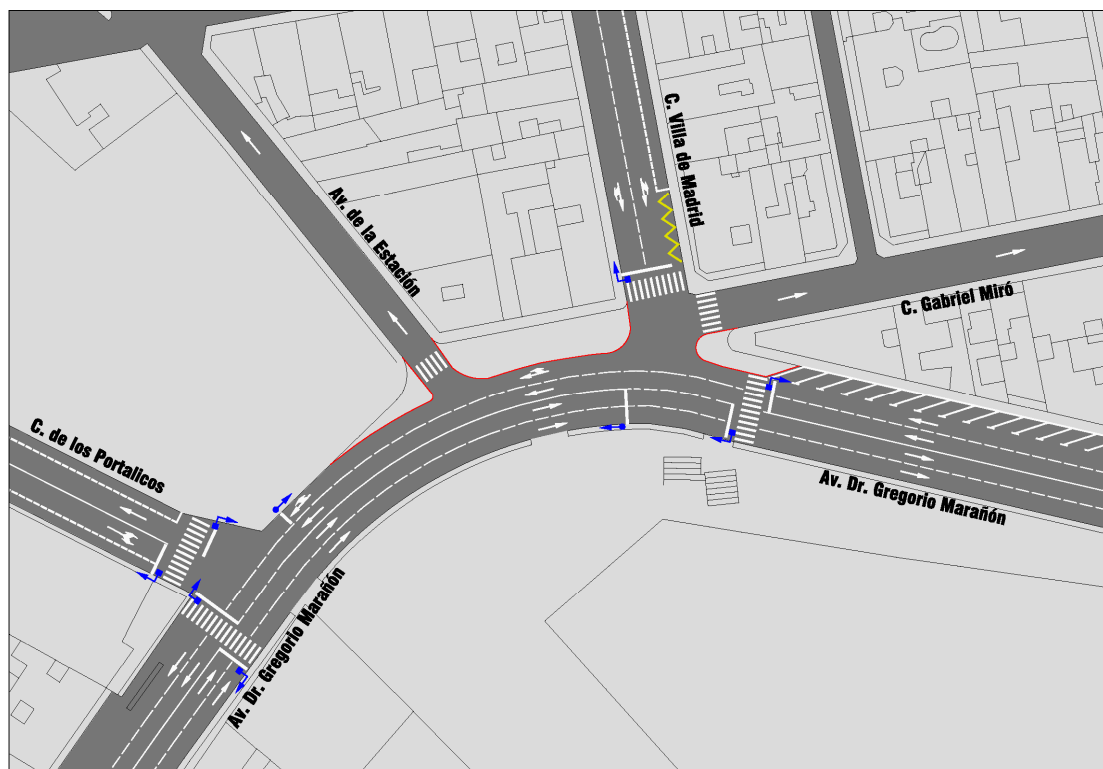 C. Villa de Madrid
Av. de la Estación
C. Gabriel Miró
C. de los Portalicos
Av. Dr. Gregorio Marañón
Av. Dr. Gregorio Marañón